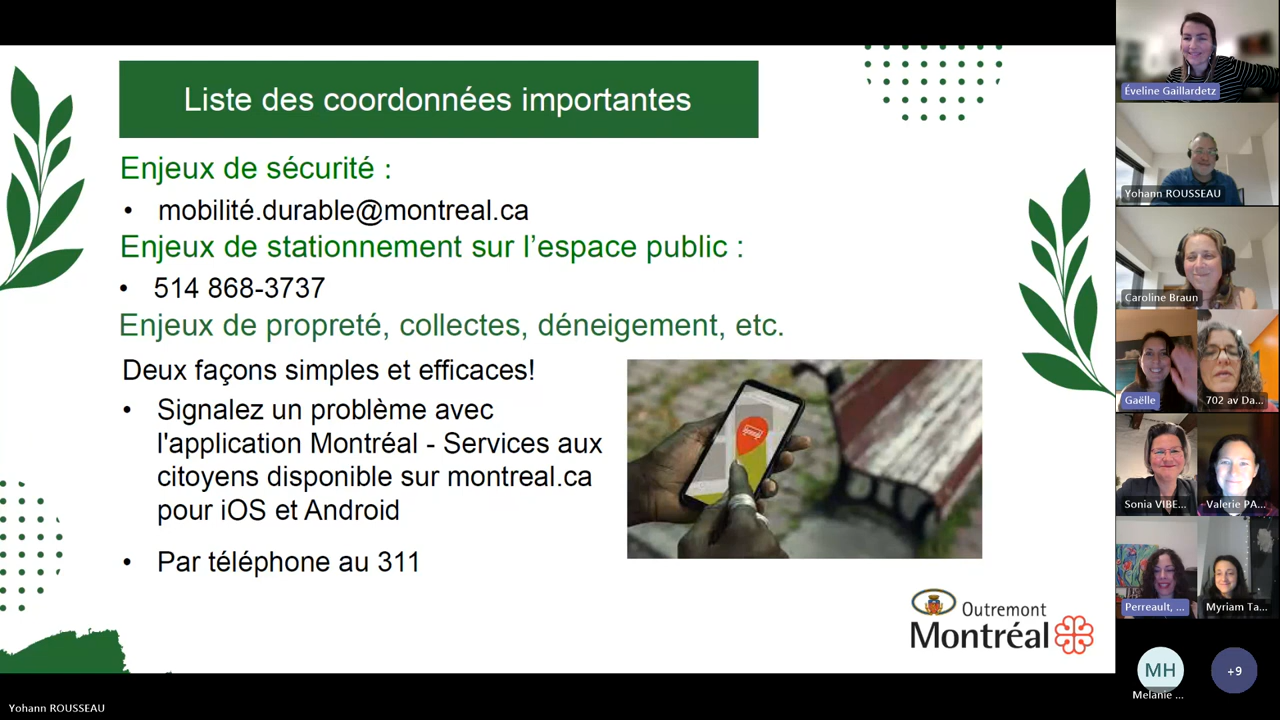 Liste des coordonnées importantes
Enjeux de sécurité :
• mobilité.durable@montreal.ca
Enjeux de stationnement sur l’espace public :
• 514 868-3737
Enjeux de propreté, collectes, déneigement, etc.
Deux façons simples et efficaces!
• Signalez un problème avec
l'application Montréal - Services aux
citoyens disponible sur montreal.ca
pour iOS et Android
• Par téléphone au 311
Outremont
Montréal
Éveline Gaillardetz
Yohann ROUSSEAU
Caroline Braun
Gaëlle
702 av Da...
Sonia VIBE...
Valerie PA...
Perreault, ...
Myriam Ta...
MH
Melanie ...
+9
Yohann ROUSSEAU